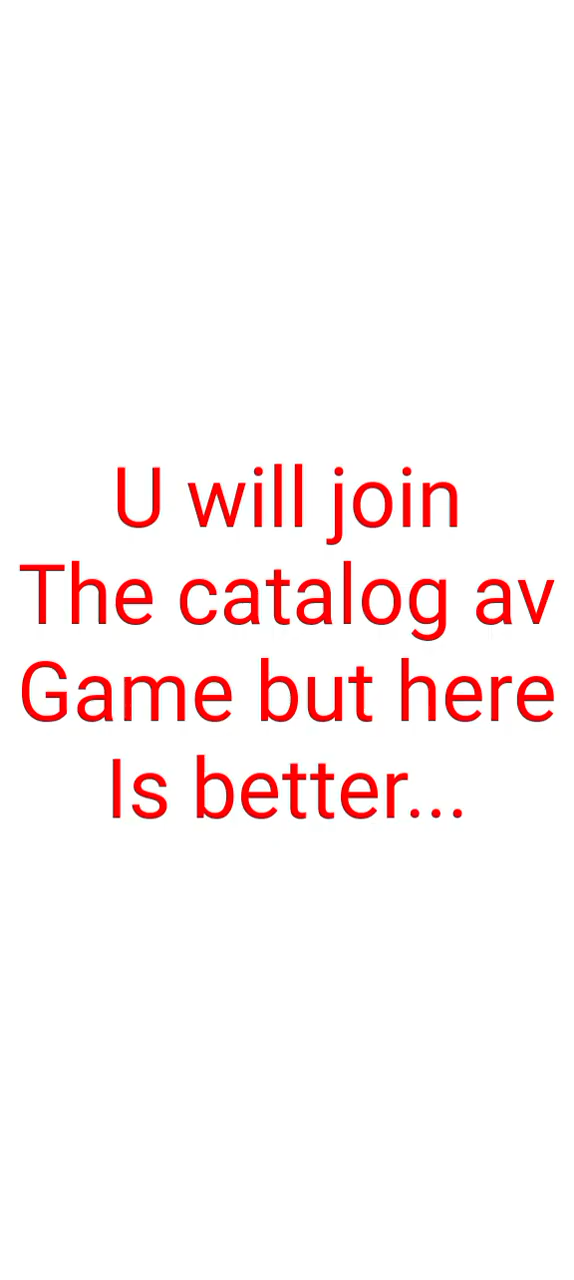 U will join
The catalog av
Game but here
Is better...